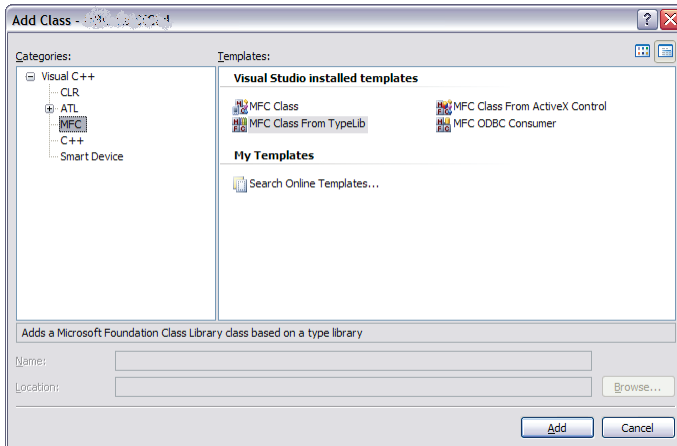 Add Class -
Categories:
Templates:
Visual C++
CLR
ATL
MFC
C++
Smart Device
Visual Studio installed templates
MFC Class
MFC Class From ActiveX Control
MFC Class From TypeLib
MFC ODBC Consumer
My Templates
Search Online Templates...
Adds a Microsoft Foundation Class Library class based on a type library
Name:
Location:
Browse...
Add
Cancel